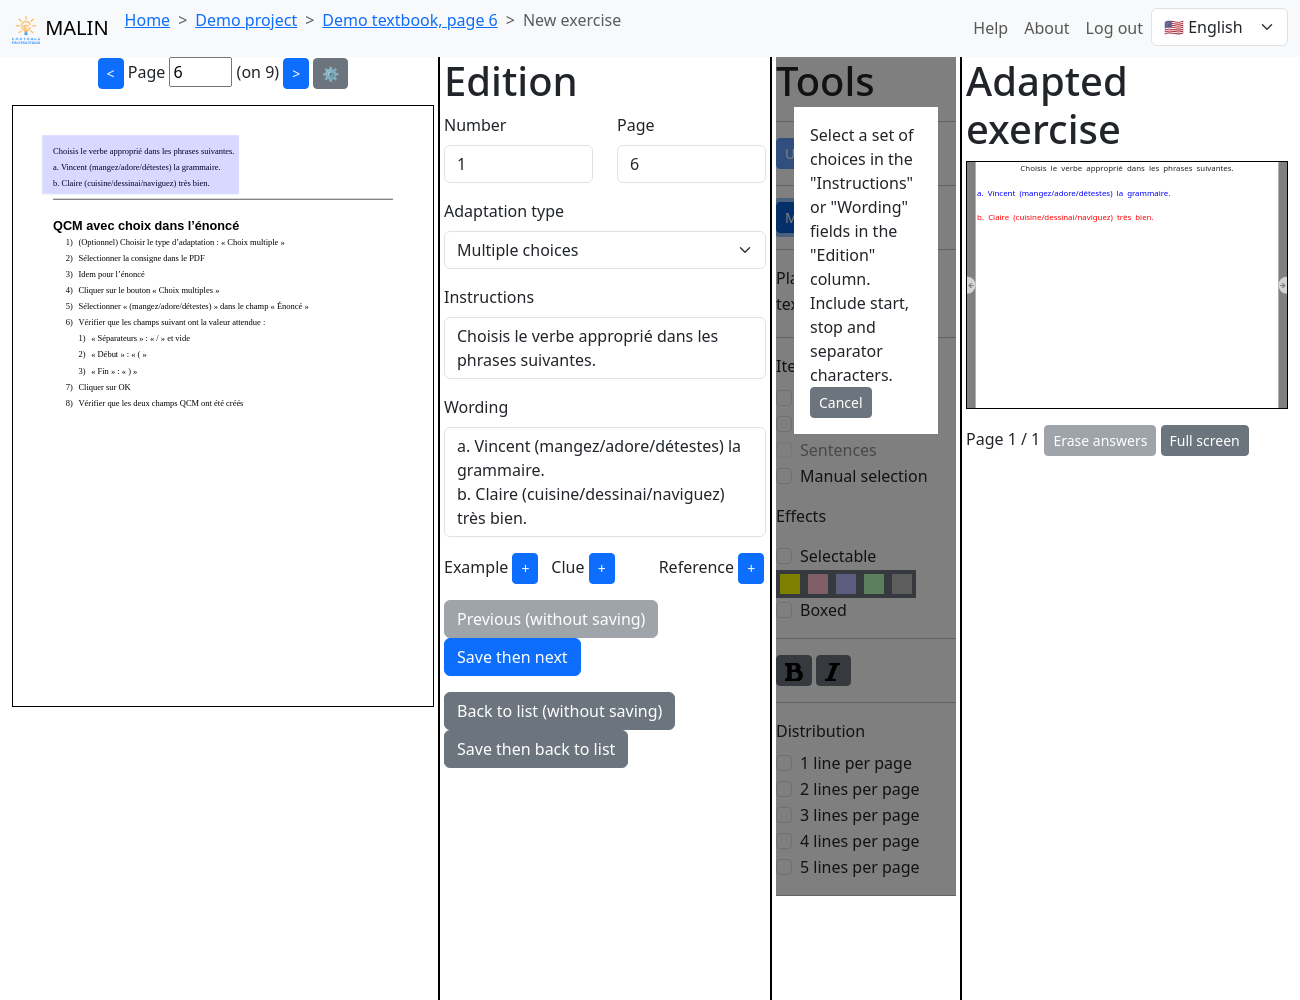 MALIN
Home > Demo project > Demo textbook, page 6 > New exercise
Help About Log out 🇺🇸 English
< Page 6 (on 9) >
Choisis le verbe approprié dans les phrases suivantes.
a. Vincent (mangez/adore/détestes) la grammaire.
b. Claire (cuisine/dessinai/naviguez) très bien.
QCM avec choix dans l'énoncé
1) (Optionnel) Choisir le type d'adaptation : « Choix multiple »
2) Sélectionner la consigne dans le PDF
3) Idem pour l'énoncé
4) Cliquer sur le bouton « Choix multiples »
5) Sélectionner « (mangez/adore/détestes) » dans le champ « Énoncé »
6) Vérifier que les champs suivant ont la valeur attendue :
1) « Séparateurs » : « / » et vide
2) « Début » : « ( »
3) « Fin » : « ) »
7) Cliquer sur OK
8) Vérifier que les deux champs QCM ont été créés
Edition
Number Page
1 6
Adaptation type
Multiple choices
Instructions
Choisis le verbe approprié dans les
phrases suivantes.
Wording
a. Vincent (mangez/adore/détestes) la
grammaire.
b. Claire (cuisine/dessinai/naviguez)
très bien.
Example + Clue + Reference +
Previous (without saving)
Save then next
Back to list (without saving)
Save then back to list
Tools
Select a set of
choices in the
"Instructions"
or "Wording"
fields in the
"Edition"
column.
Include start,
stop and
separator
characters.
Cancel
Sentences
Manual selection
Effects
Selectable
Boxed
B I
Distribution
1 line per page
2 lines per page
3 lines per page
4 lines per page
5 lines per page
Adapted
exercise
Choisis le verbe approprié dans les phrases suivantes.
a. Vincent (mangez/adore/détestes) la grammaire.
b. Claire (cuisine/dessinai/naviguez) très bien.
Page 1 / 1 Erase answers Full screen